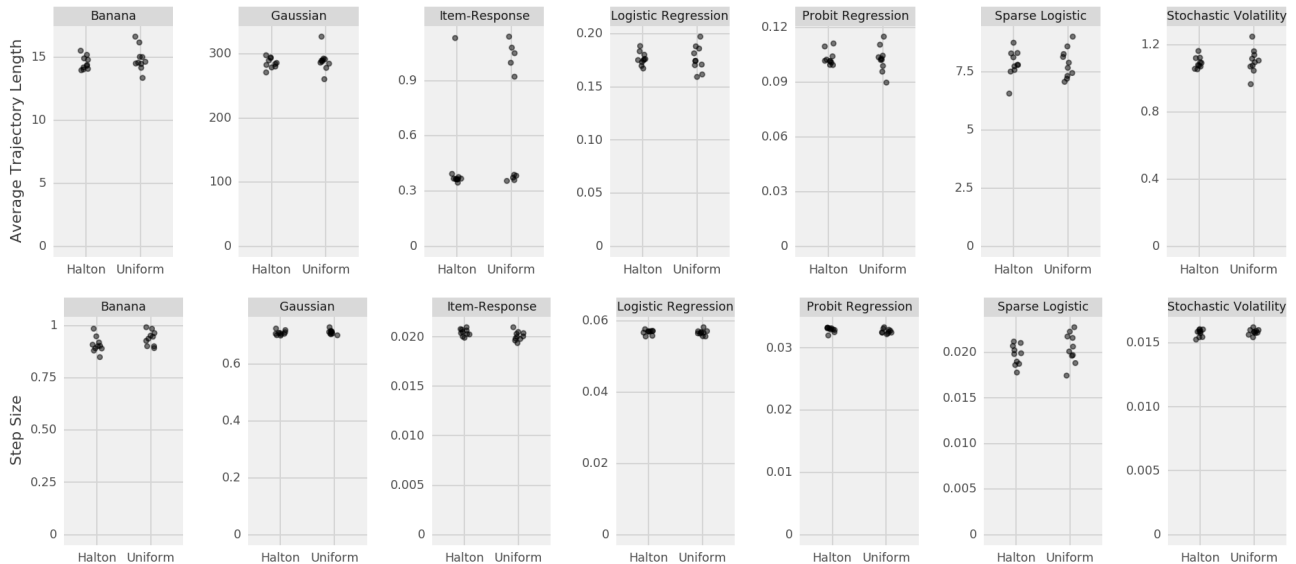 Banana
Gaussian
Item-Response
Logistic Regression
Probit Regression
Sparse Logistic
Stochastic Volatility
Average Trajectory Length
15
10
5
0
300
200
100
0
0.9
0.6
0.3
0
0.20
0.15
0.10
0.05
0
0.12
0.09
0.06
0.03
0
7.5
5
2.5
0
1.2
0.8
0.4
0
Halton Uniform
Halton Uniform
Halton Uniform
Halton Uniform
Halton Uniform
Halton Uniform
Halton Uniform
Banana
Gaussian
Item-Response
Logistic Regression
Probit Regression
Sparse Logistic
Stochastic Volatility
Step Size
1
0.75
0.50
0.25
0
0.6
0.4
0.2
0
0.020
0.015
0.010
0.005
0
0.06
0.04
0.02
0
0.03
0.02
0.01
0
0.020
0.015
0.010
0.005
0
0.015
0.010
0.005
0
Halton Uniform
Halton Uniform
Halton Uniform
Halton Uniform
Halton Uniform
Halton Uniform
Halton Uniform